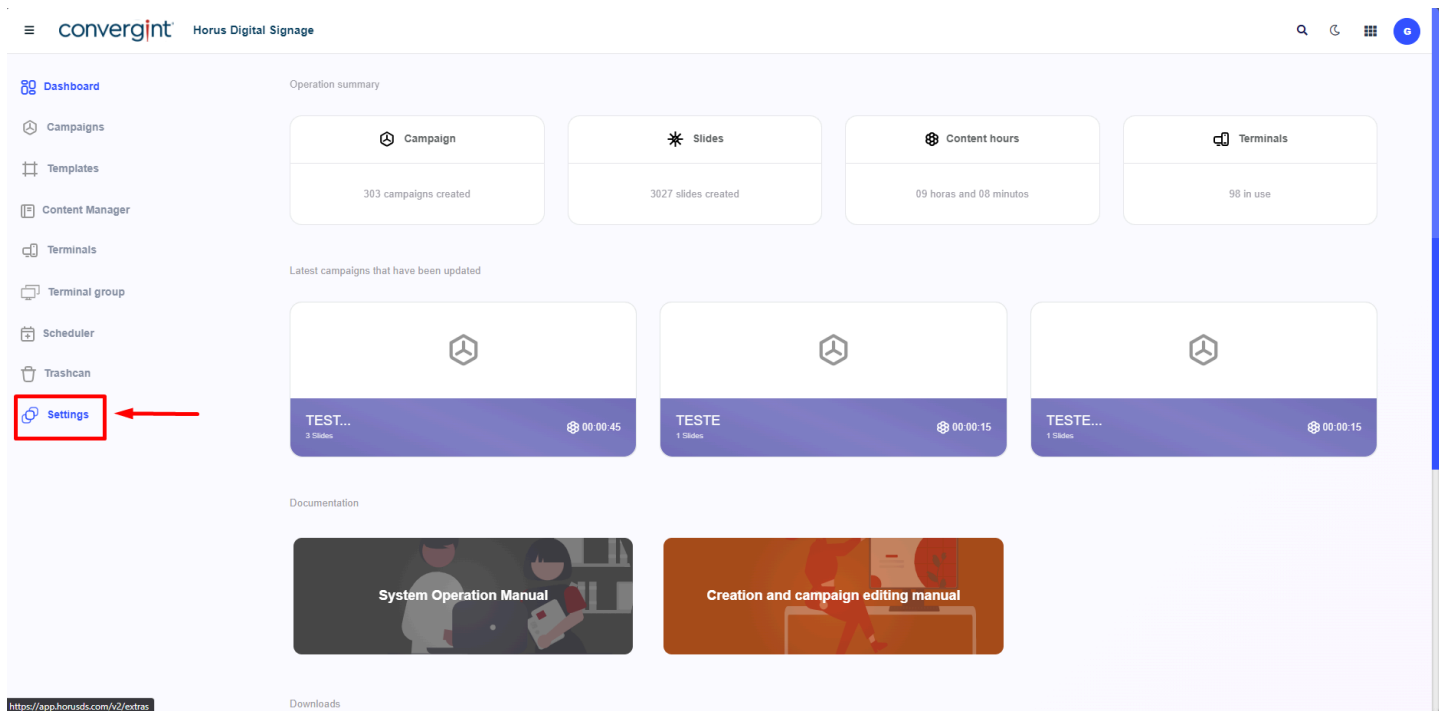 convergint Horus Digital Signage
G
Dashboard
Campaigns
Templates
Content Manager
Terminals
Terminal group
Scheduler
Trashcan
Settings
Operation summary
Campaign
303 campaigns created
Slides
3027 slides created
Content hours
09 horas and 08 minutos
Terminals
98 in use
Latest campaigns that have been updated
TEST...
3 Slides
00:00:45
TESTE
1 Slides
00:00:15
TESTE...
1 Slides
00:00:15
Documentation
System Operation Manual
Creation and campaign editing manual
Downloads
https://app.horusds.com/v2/extras